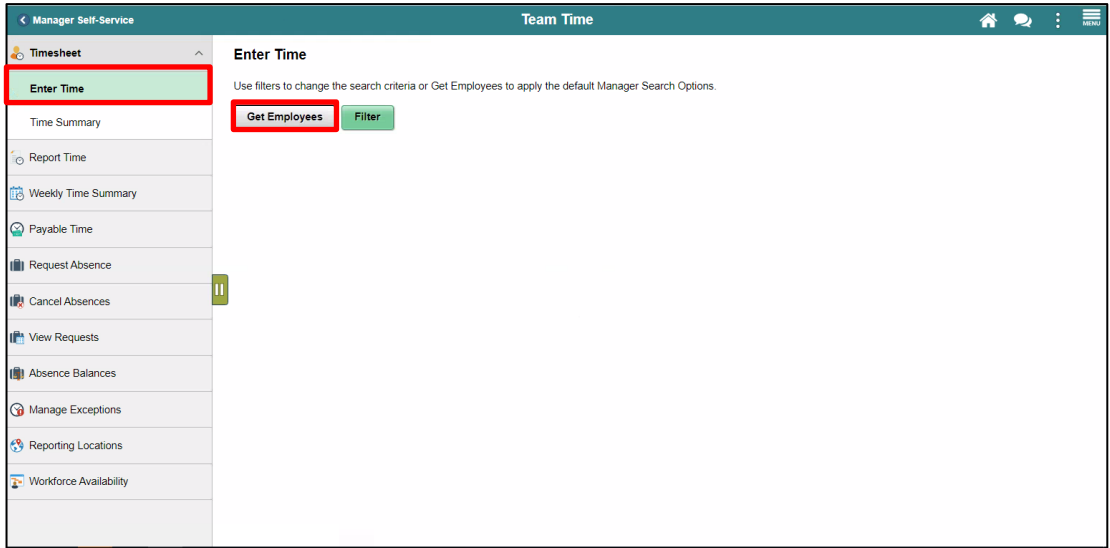 Manager Self-Service
Team Time
MENU
Timesheet
Enter Time
Time Summary
Report Time
Weekly Time Summary
Payable Time
Request Absence
Cancel Absences
View Requests
Absence Balances
Manage Exceptions
Reporting Locations
Workforce Availability
Enter Time
Use filters to change the search criteria or Get Employees to apply the default Manager Search Options.
Get Employees
Filter